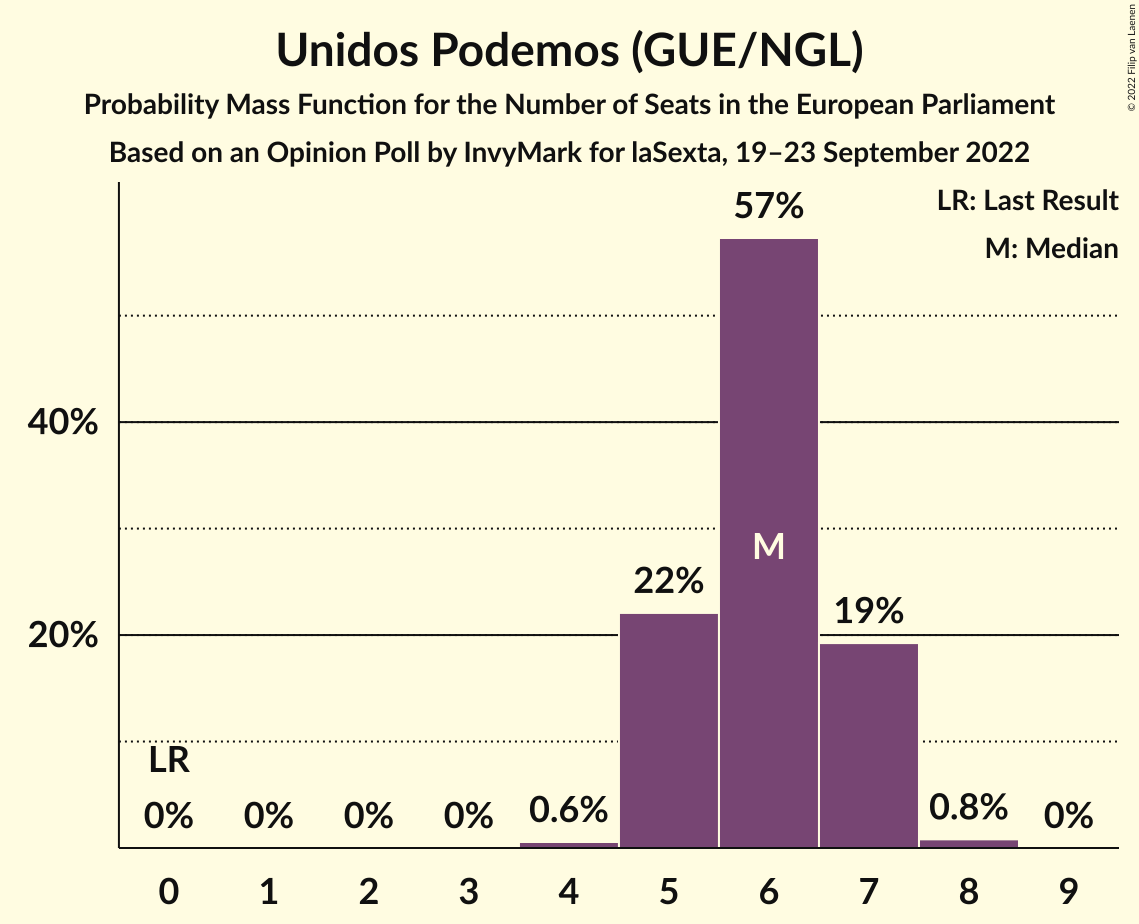 Unidos Podemos (GUE/NGL)
Probability Mass Function for the Number of Seats in the European Parliament
Based on an Opinion Poll by InvyMark for laSexta, 19–23 September 2022
© 2022 Filip van Laenen
LR: Last Result
M: Median
57%
40%
M
22%
19%
20%
LR
0%
0%
0%
0%
0.6%
0.8%
0%
0
1
2
3
4
5
6
7
8
9